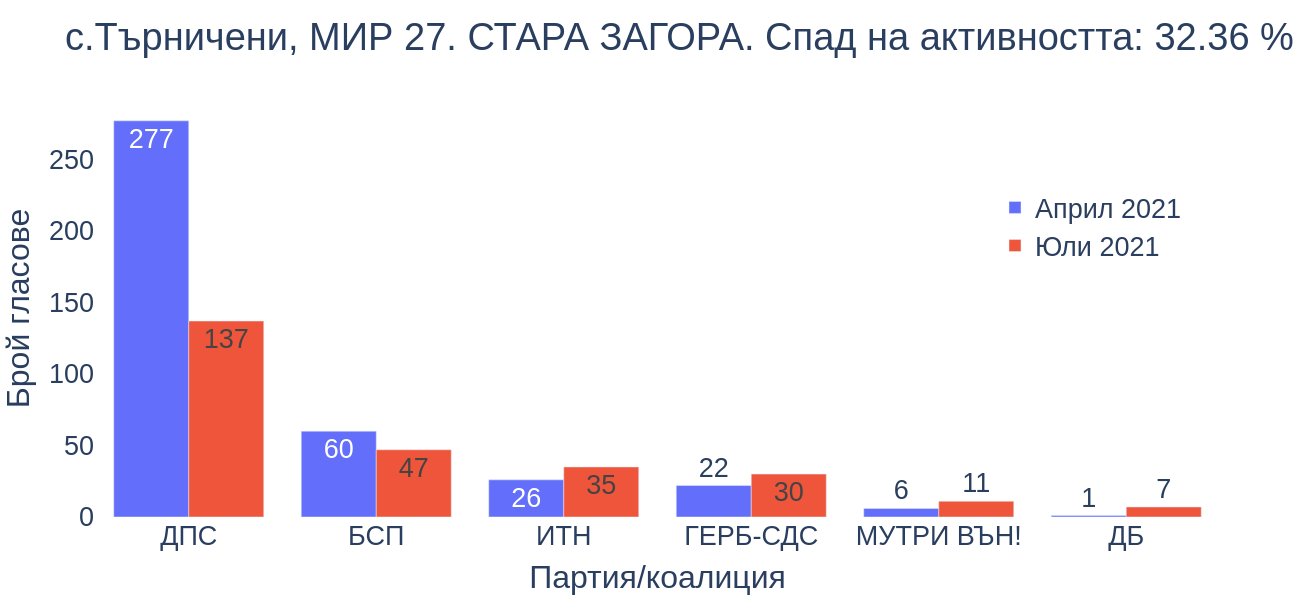 с.Търничени, МИР 27. СТАРА ЗАГОРА. Спад на активността: 32.36 %
Брой гласове
250
200
150
100
50
0
277
137
60
47
26
35
22
30
6
11
1
7
Април 2021
Юли 2021
ДПС
БСП
ИТН
ГЕРБ-СДС
МУТРИ ВЪН!
ДБ
Партия/коалиция